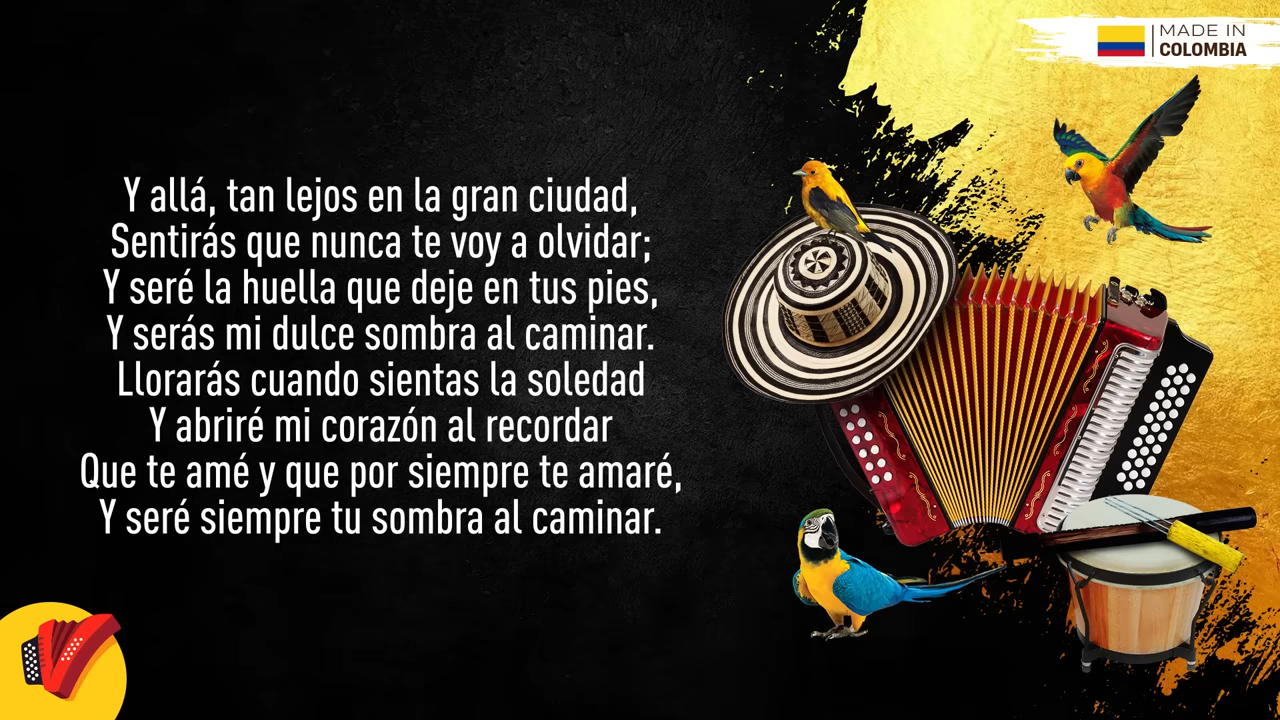 MADE IN
COLOMBIA
Y allá, tan lejos en la gran ciudad,
Sentirás que nunca te voy a olvidar;
Y seré la huella que deje en tus pies,
Y serás mi dulce sombra al caminar.
Llorarás cuando sientas la soledad
Y abriré mi corazón al recordar
Que te amé y que por siempre te amaré,
Y seré siempre tu sombra al caminar.